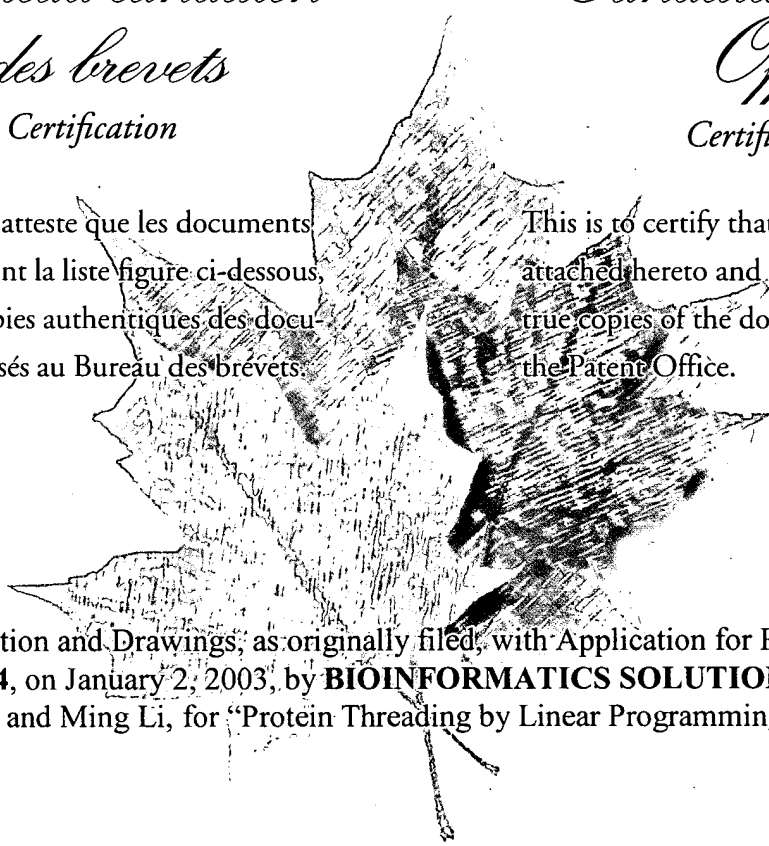 des brevets
Certification
atteste que les documents
nt la liste figure ci-dessous,
pies authentiques des docu-
sés au Bureau des brevets.
Certifi
This is to certify that
attached hereto and
true copies of the do
the Patent Office.
tion and Drawings, as originally filed, with Application for
4, on January 2, 2003, by BIOINFORMATICS SOLUTIO
and Ming Li, for “Protein Threading by Linear Programmin